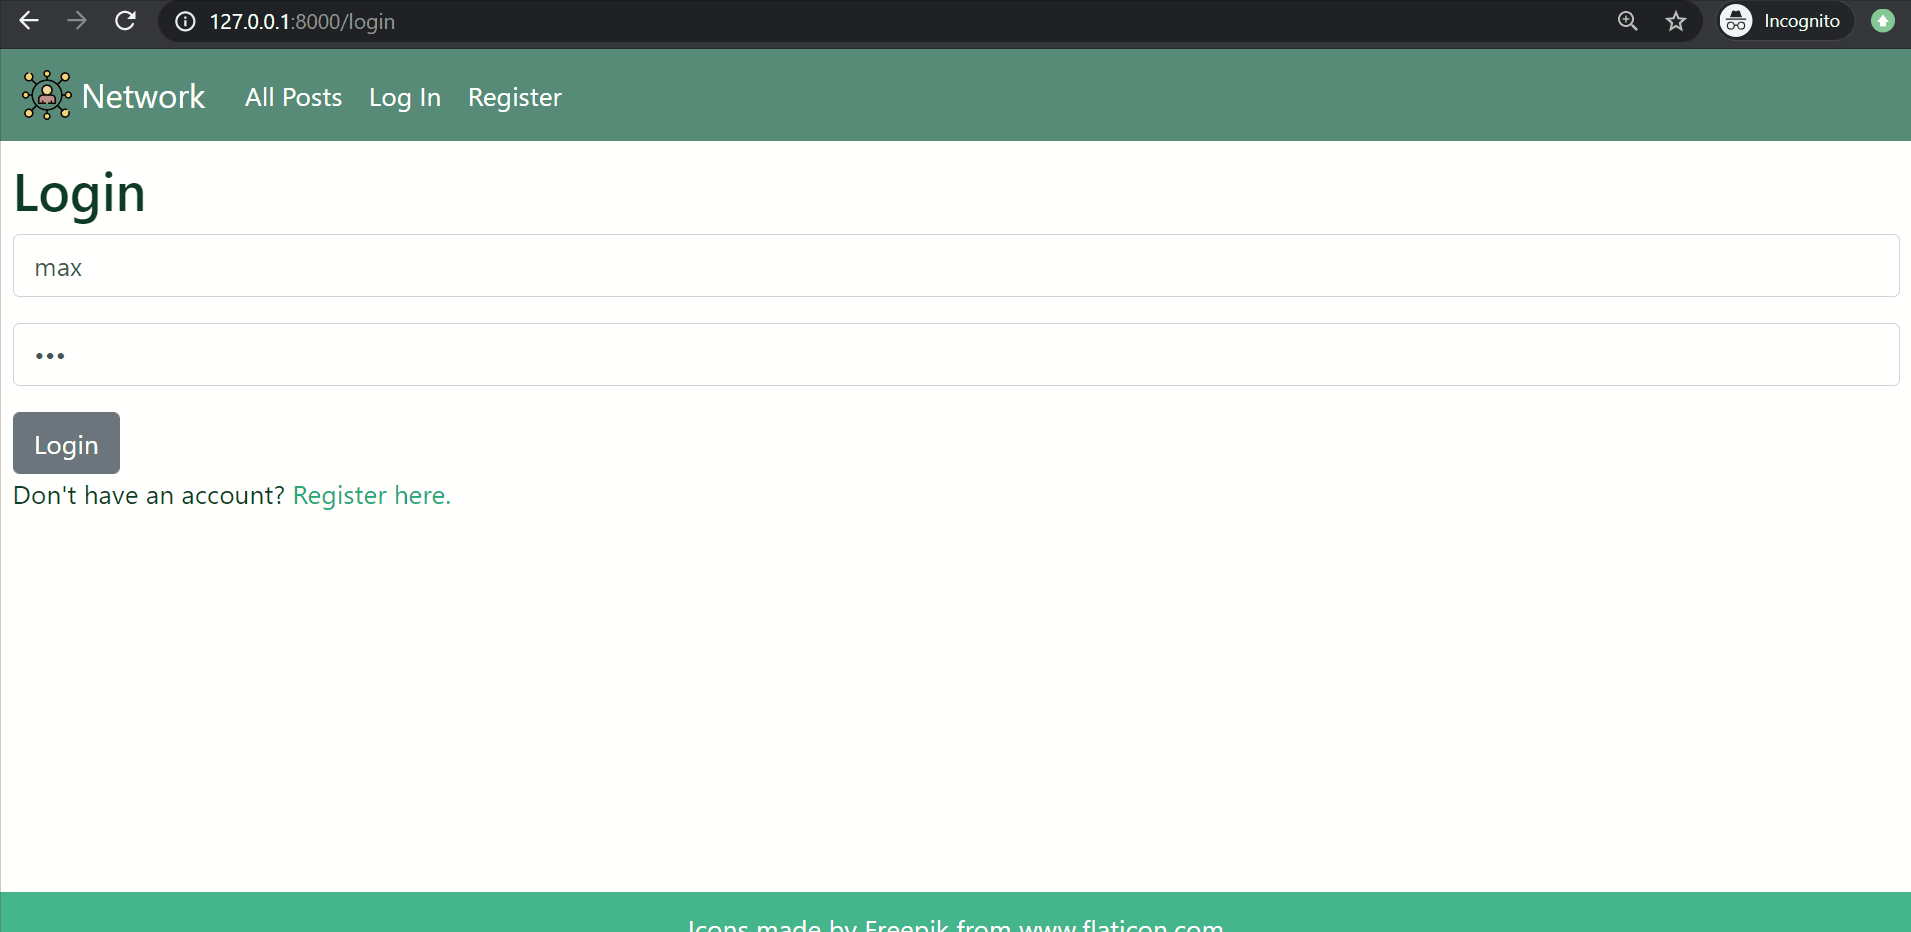 127.0.0.1:8000/login
Incognito
Network All Posts Log In Register
Login
max
•••
Login
Don't have an account? Register here.
Icons made by Freepik from www.flaticon.com